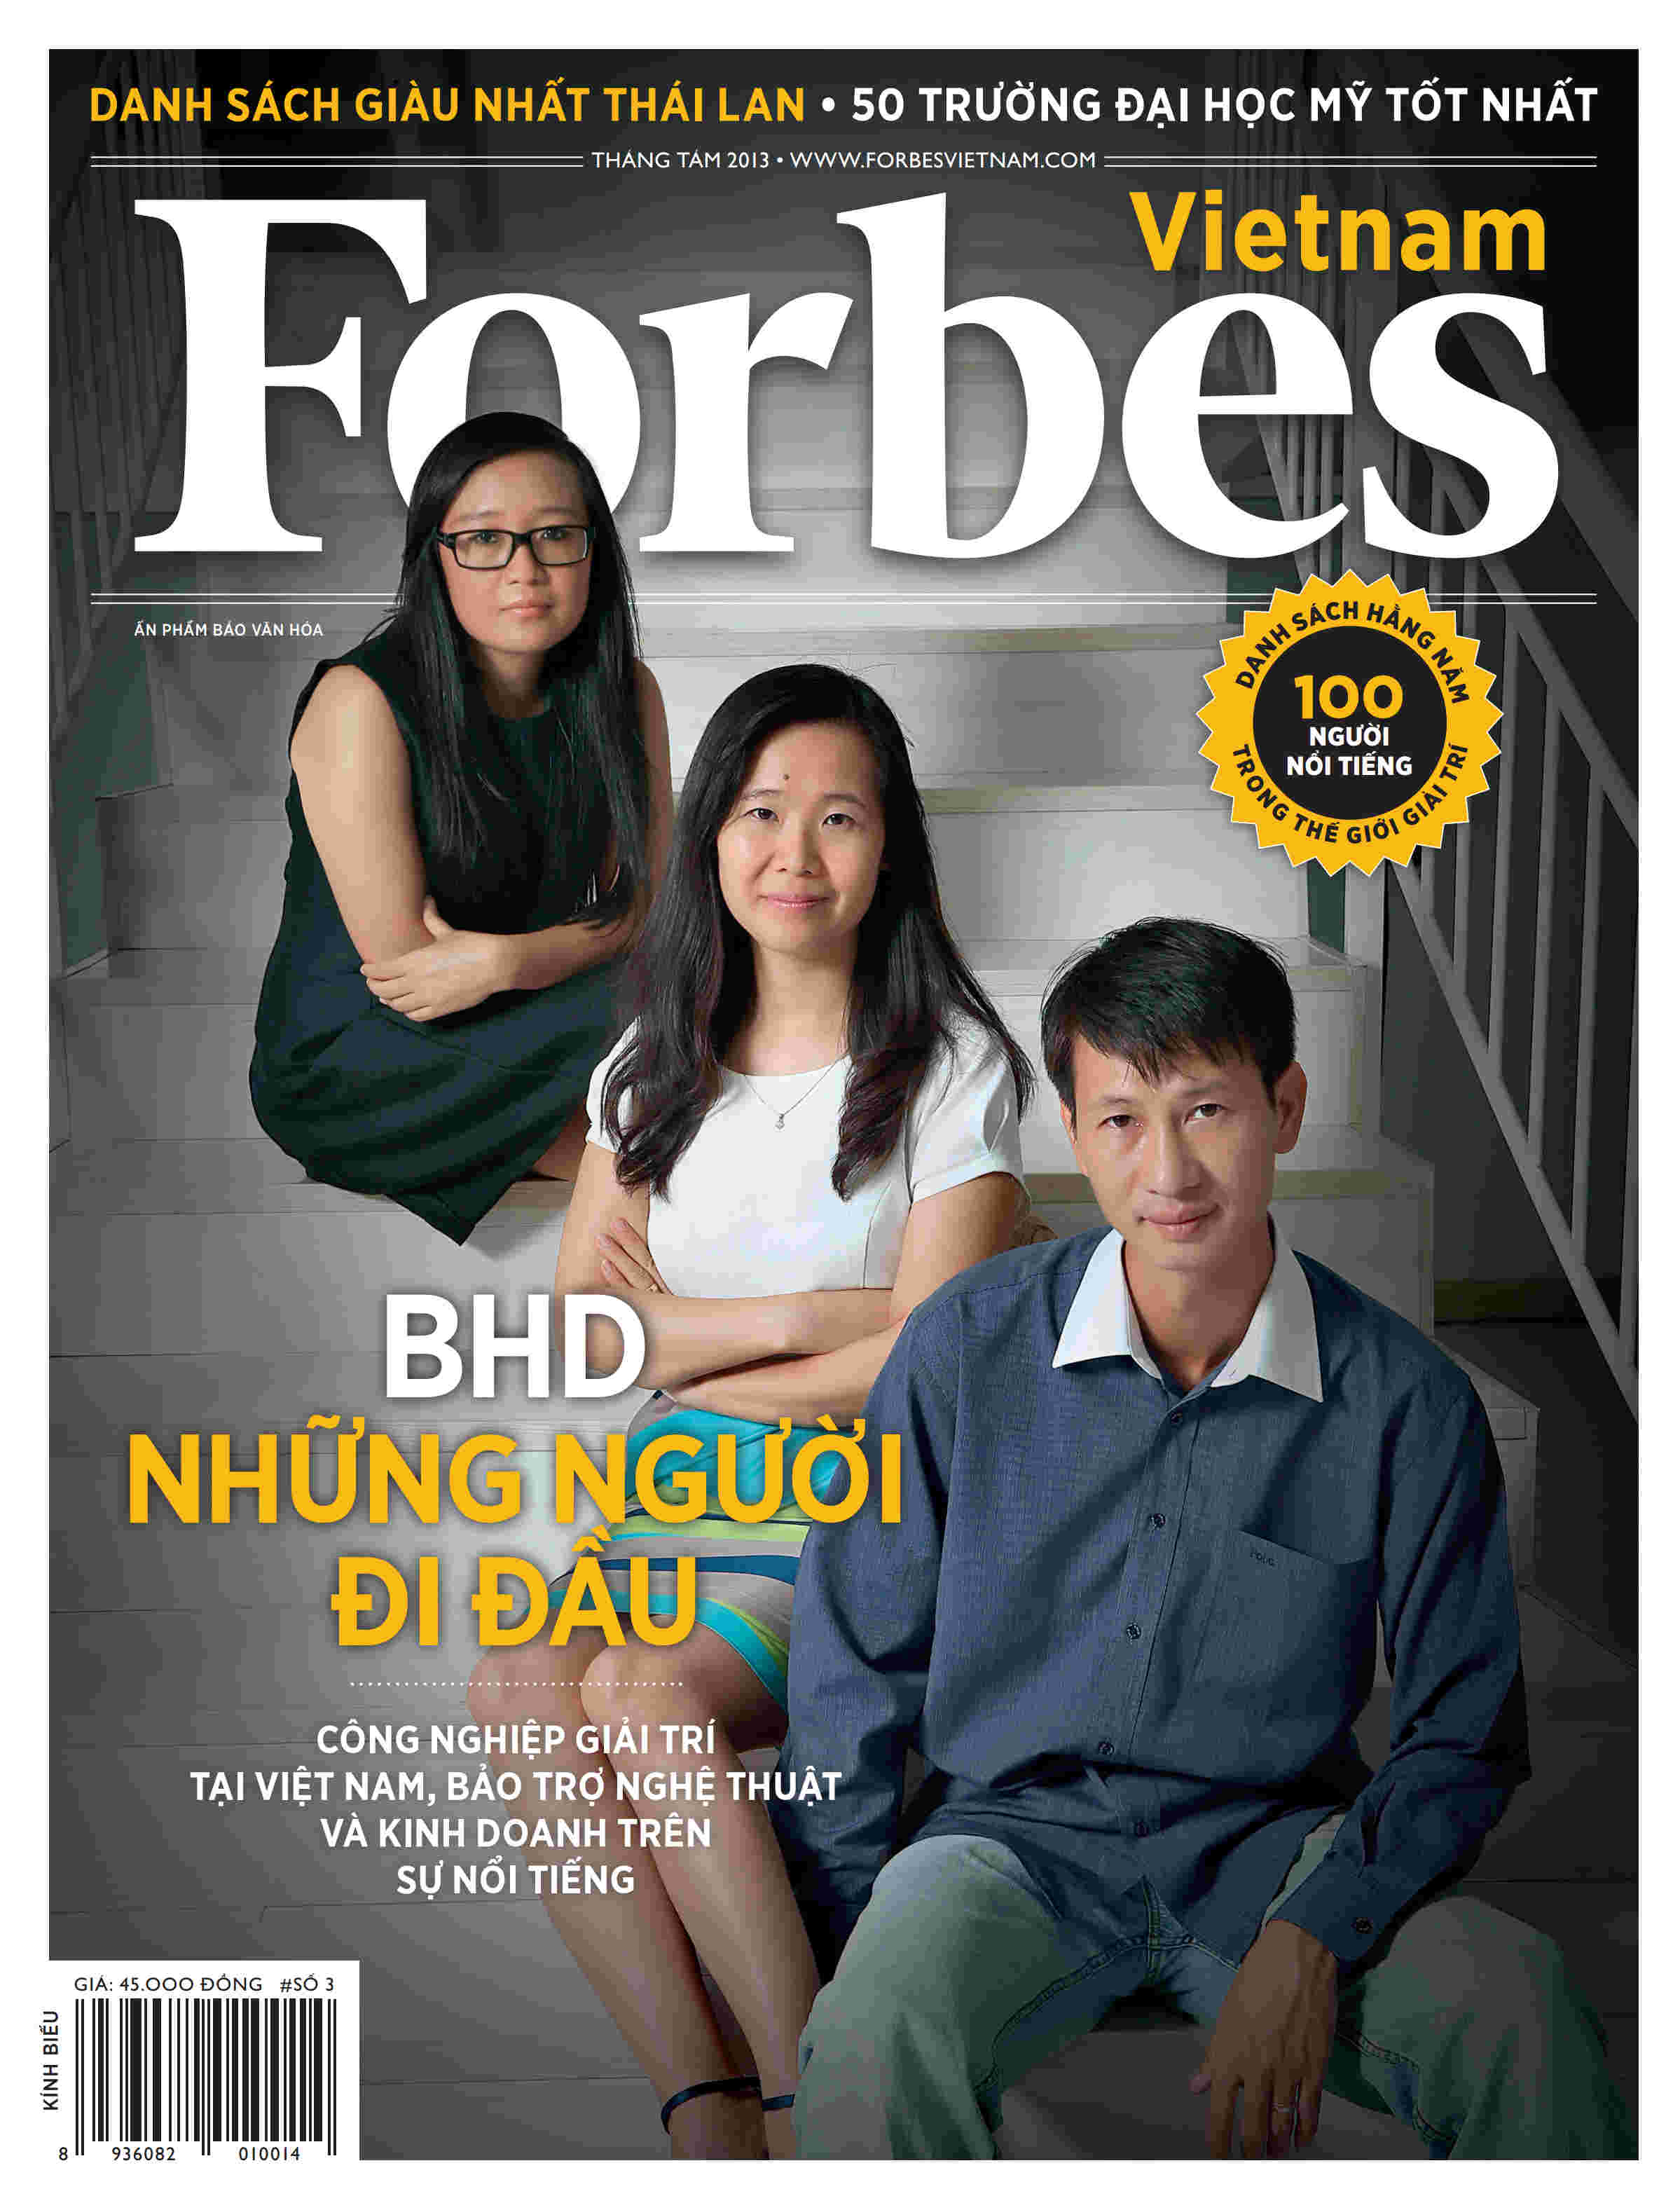 DANH SÁCH GIÀU NHẤT THÁI LAN • 50 TRƯỜNG ĐẠI HỌC MỸ TỐT NHẤT
THÁNG TÁM 2013 • WWW.FORBESVIETNAM.COM
Vietnam
Forbes
ẤN PHẨM BÁO VĂN HÓA
DANH SÁCH HẰNG NĂM
100
NGƯỜI
NỔI TIẾNG
TRONG THẾ GIỚI GIẢI TRÍ
BHD
NHỮNG NGƯỜI
ĐI ĐẦU
CÔNG NGHIỆP GIẢI TRÍ
TẠI VIỆT NAM, BẢO TRỢ NGHỆ THUẬT
VÀ KINH DOANH TRÊN
SỰ NỔI TIẾNG
GIÁ: 45.000 ĐỒNG #SỐ 3
KÍNH BIẾU
8 936082 010014